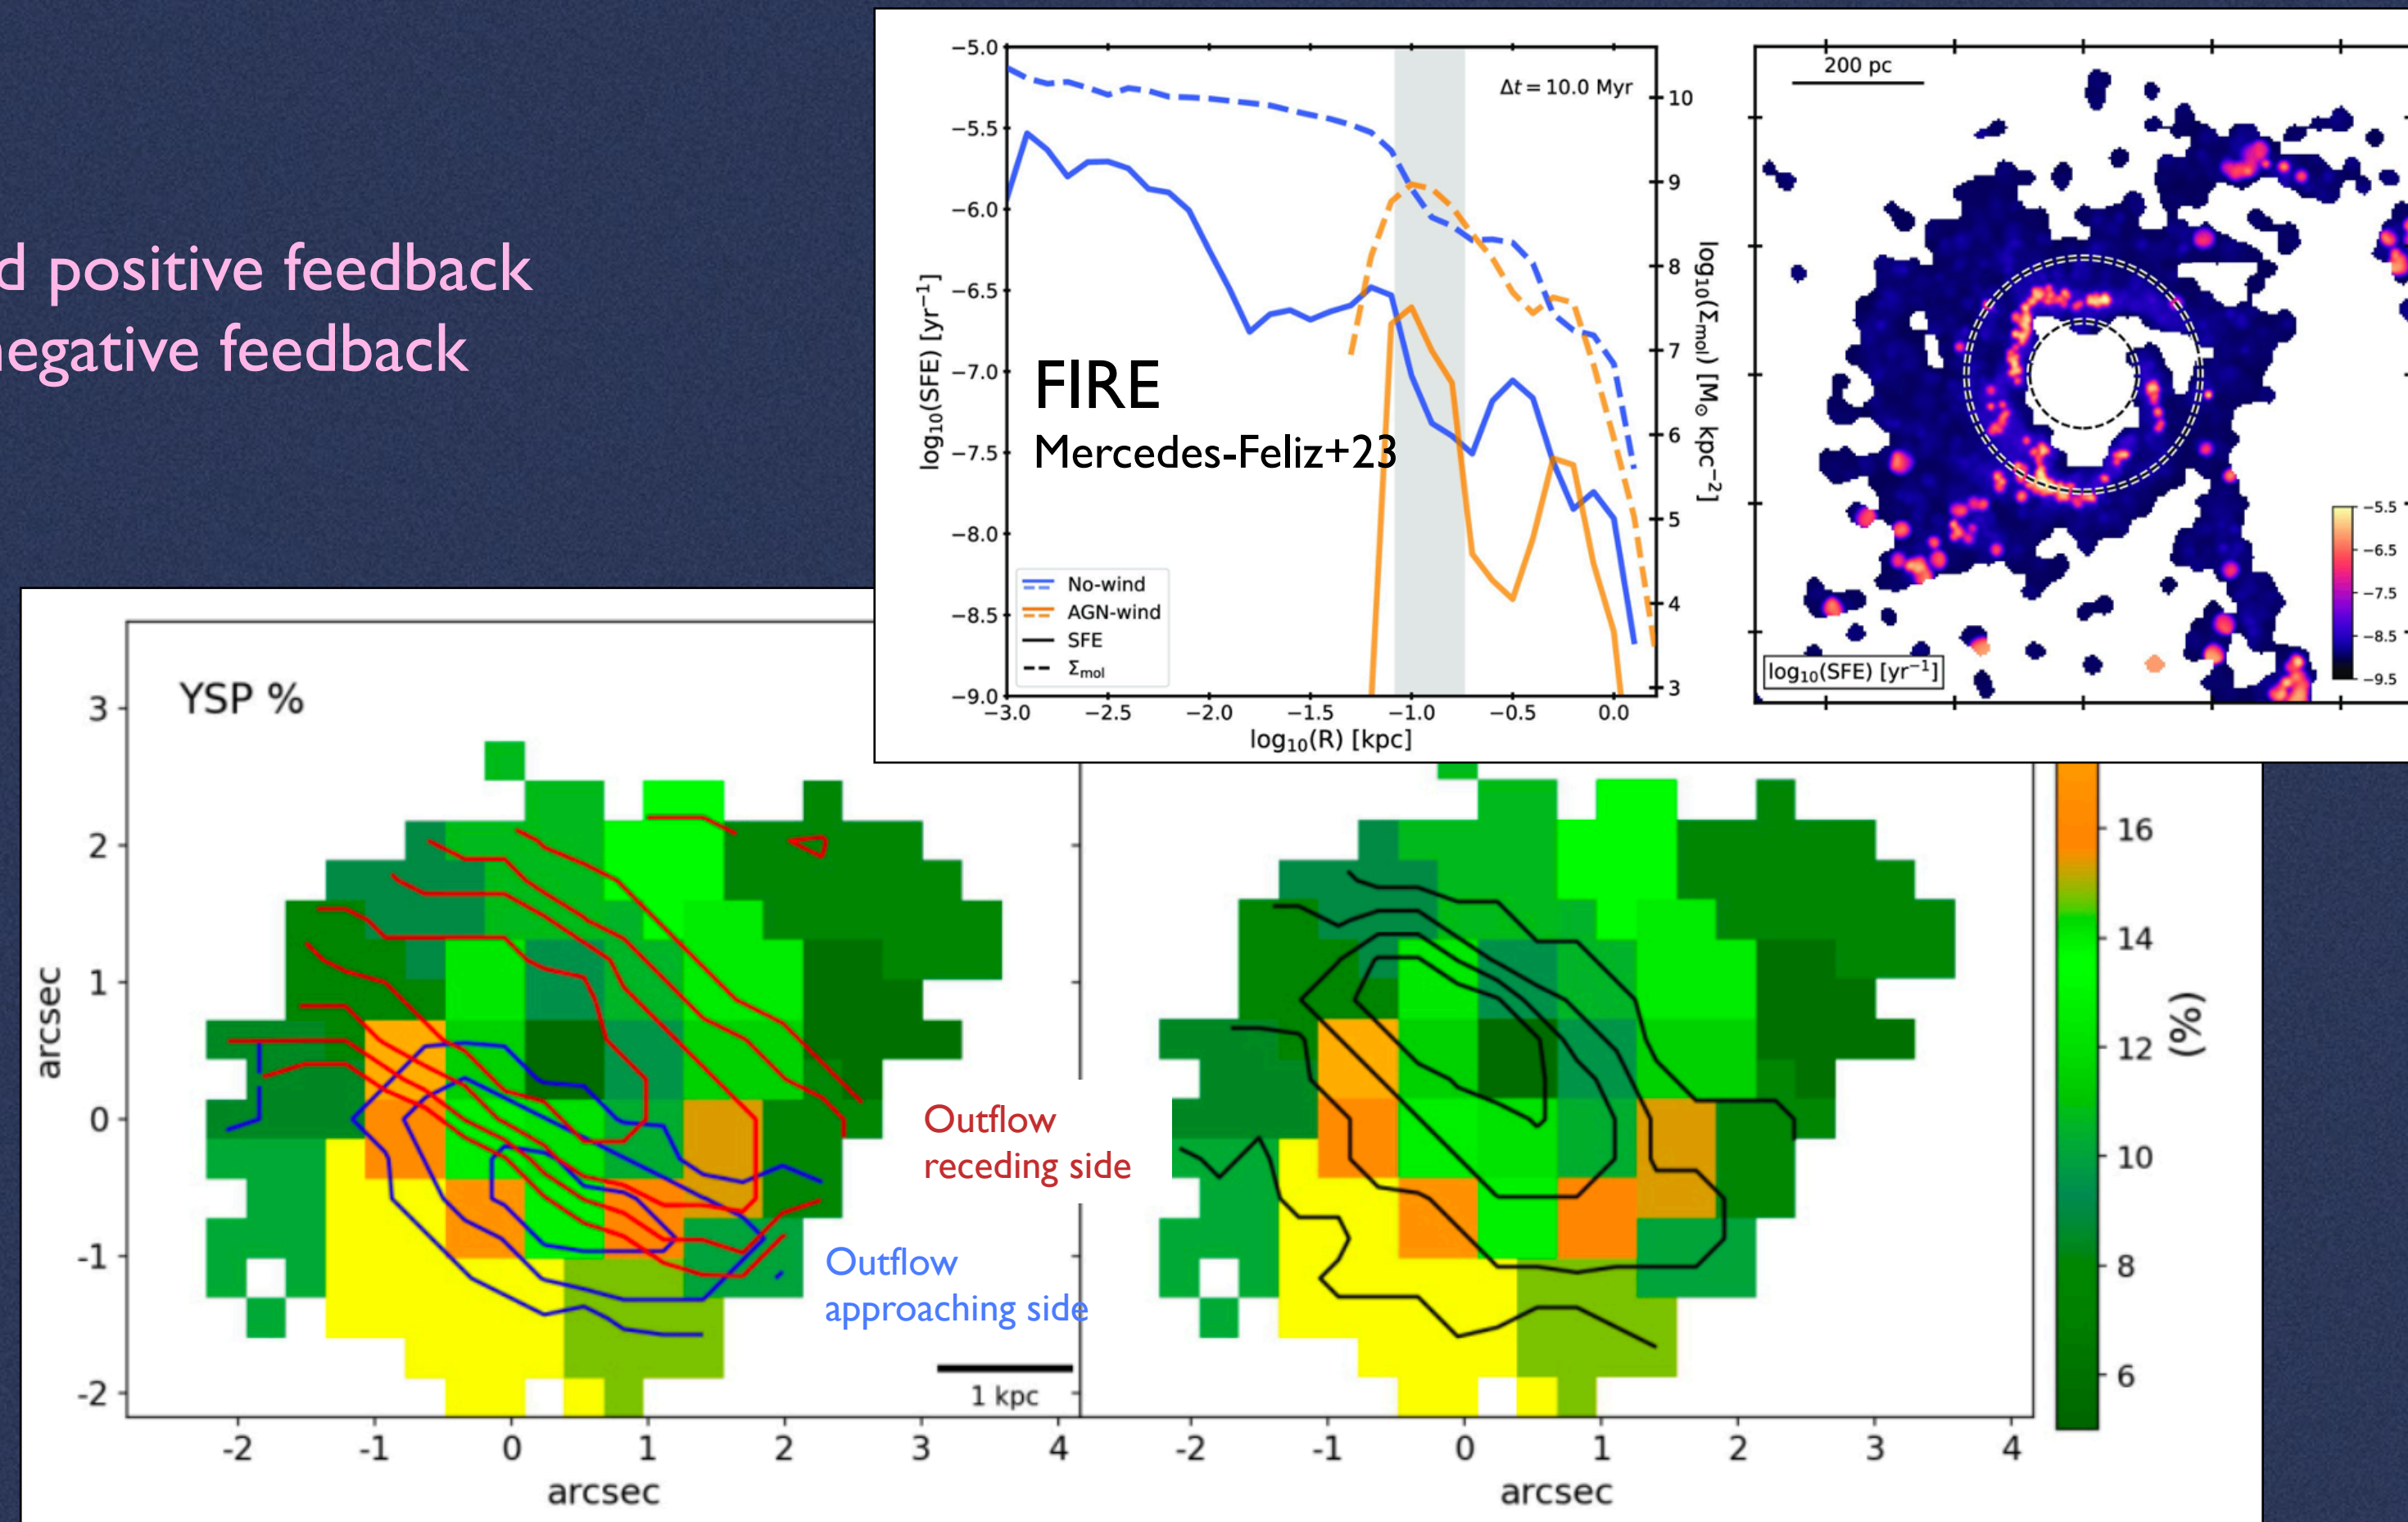 d positive feedback
negative feedback
−5.0
−5.5
−6.0
−6.5
−7.0
−7.5
−8.0
−8.5
−9.0
log₁₀(SFE) [yr⁻¹]
Δt = 10.0 Myr
FIRE
Mercedes-Feliz+23
No-wind
AGN-wind
SFE
Σmol
−3.0 −2.5 −2.0 −1.5 −1.0 −0.5 0.0
log₁₀(R) [kpc]
10
9
8
7
6
5
4
3
log₁₀(Σmol) [M⊙ kpc⁻²]
200 pc
log₁₀(SFE) [yr⁻¹]
−5.5
−6.5
−7.5
−8.5
−9.5
YSP %
3
2
1
0
-1
-2
arcsec
Outflow
receding side
Outflow
approaching side
1 kpc
-2 -1 0 1 2 3 4
arcsec
-2 -1 0 1 2 3 4
arcsec
16
14
12
10
8
6
(%)